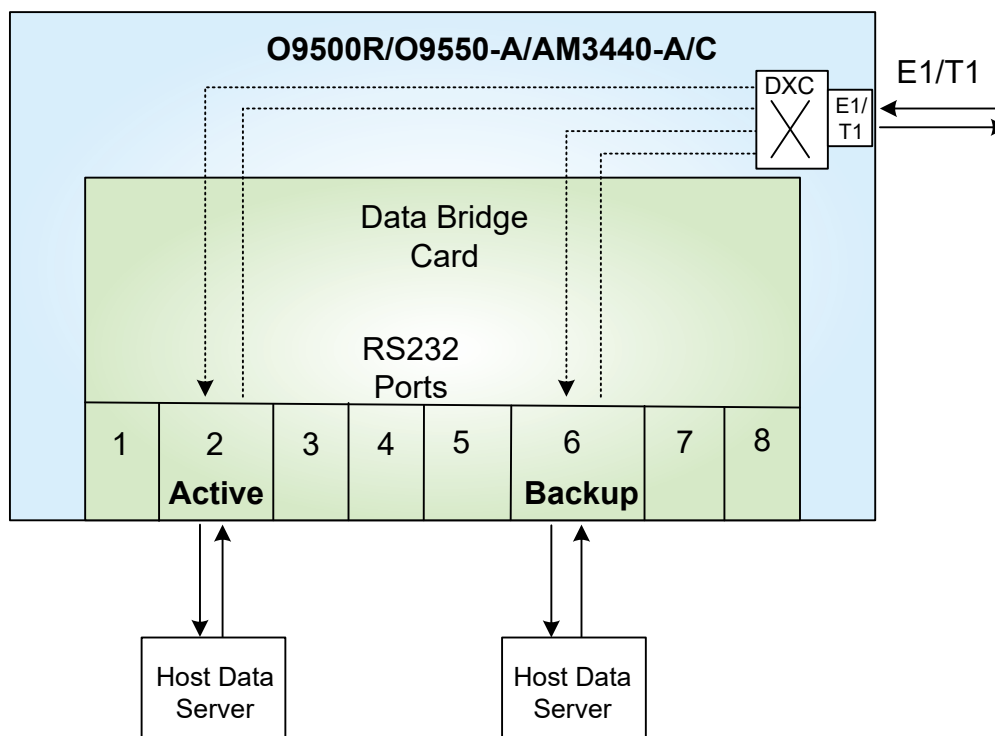 O9500R/O9550-A/AM3440-A/C
E1/T1
DXC
E1/
T1
Data Bridge
Card
RS232
Ports
1 2 3 4 5 6 7 8
Active Backup
Host Data
Server
Host Data
Server